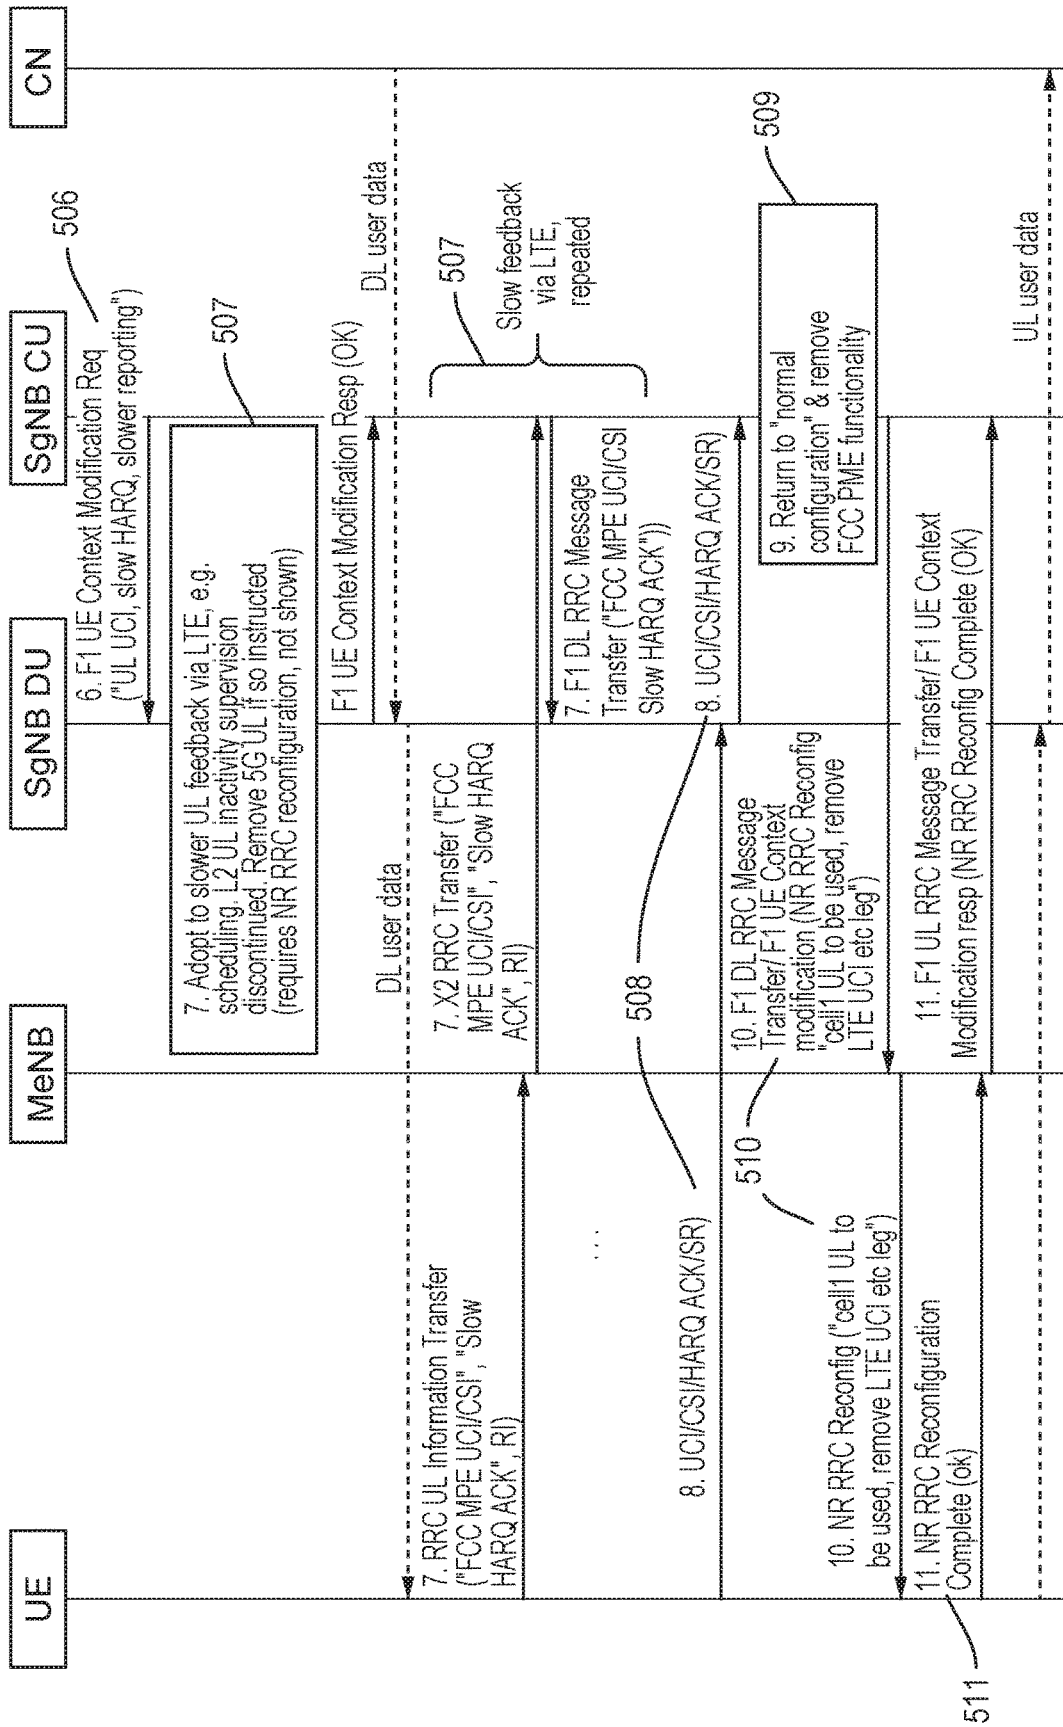 UE
MeNB
SgNB DU
SgNB CU
CN
6. F1 UE Context Modification Req
("UL UCI, slow HARQ, slower reporting")
506
7. Adopt to slower UL feedback via LTE, e.g.
scheduling. L2 UL inactivity supervision
discontinued. Remove 5G UL if so instructed
(requires NR RRC reconfiguration, not shown)
507
F1 UE Context Modification Resp (OK)
DL user data
DL user data
7. RRC UL Information Transfer
("FCC MPE UCI/CSI", "Slow
HARQ ACK", RI)
7. X2 RRC Transfer ("FCC
MPE UCI/CSI", "Slow HARQ
ACK", RI)
507
Slow feedback
via LTE,
repeated
7. F1 DL RRC Message
Transfer ("FCC MPE UCI/CSI
Slow HARQ ACK"))
...
508
8. UCI/CSI/HARQ ACK/SR)
8. UCI/CSI/HARQ ACK/SR)
9. Return to "normal
configuration" & remove
FCC PME functionality
509
510
10. F1 DL RRC Message
Transfer/ F1 UE Context
modification (NR RRC Reconfig
"cell1 UL to be used, remove
LTE UCI etc leg")
10. NR RRC Reconfig ("cell1 UL to
be used, remove LTE UCI etc leg")
11. NR RRC Reconfiguration
Complete (ok)
511
11. F1 UL RRC Message Transfer/ F1 UE Context
Modification resp (NR RRC Reconfig Complete (OK)
UL user data